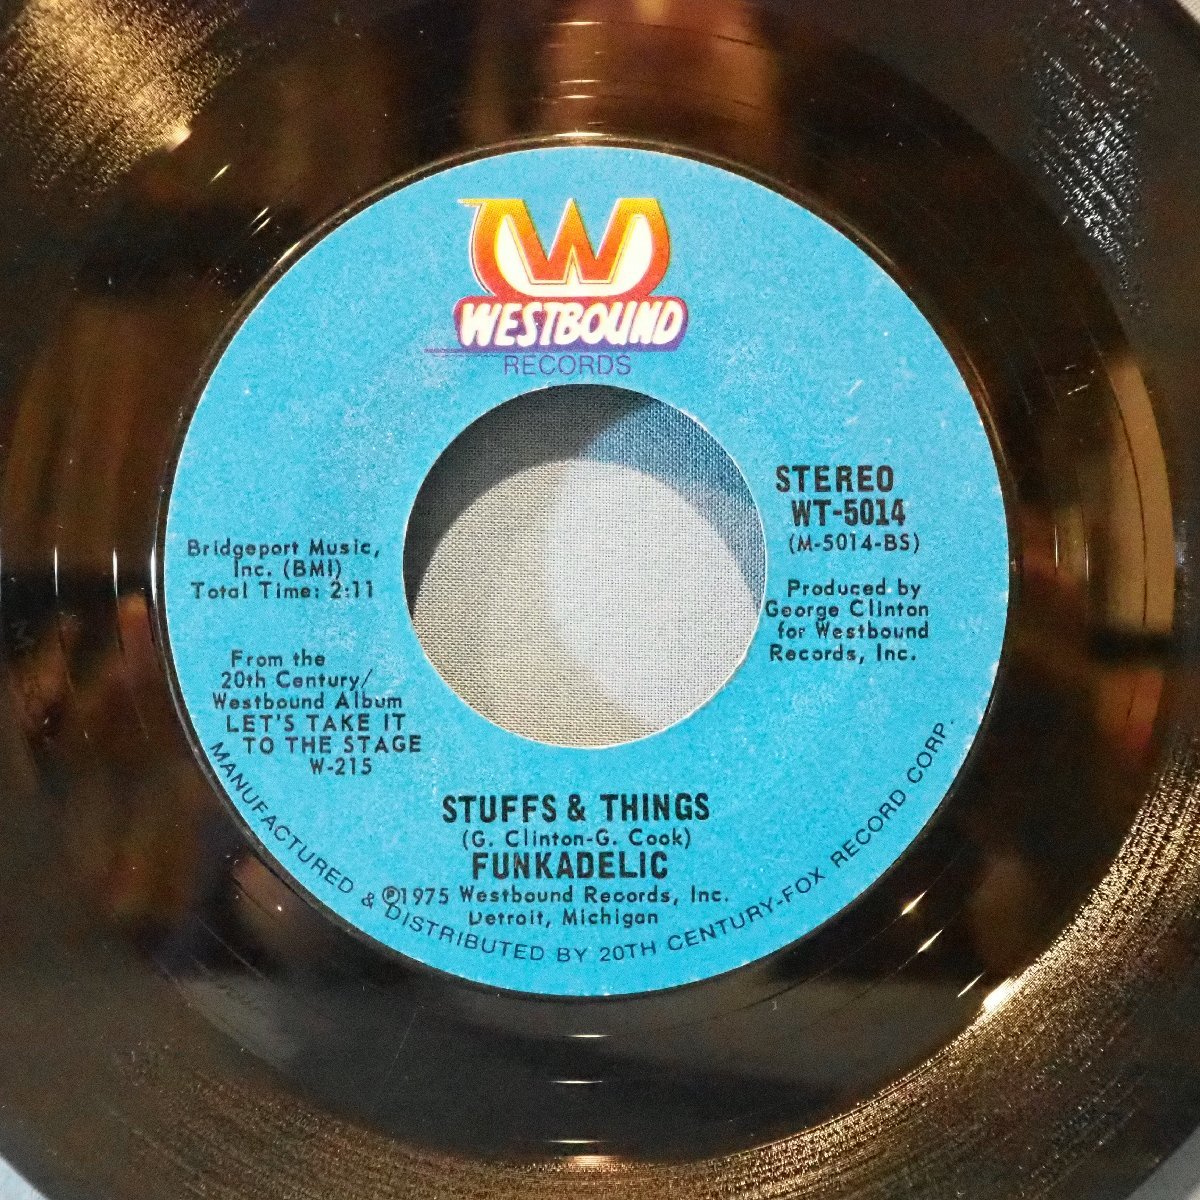 W
WESTBOUND
RECORDS
STEREO
WT-5014
(M-5014-BS)
Bridgeport Music,
Inc. (BMI)
Total Time: 2:11
Produced by
George Clinton
for Westbound
Records, Inc.
From the
20th Century/
Westbound Album
LET'S TAKE IT
TO THE STAGE
W-215
STUFFS & THINGS
(G. Clinton-G. Cook)
FUNKADELIC
℗1975 Westbound Records, Inc.
Detroit, Michigan
MANUFACTURED & DISTRIBUTED BY 20TH CENTURY-FOX RECORD CORP.